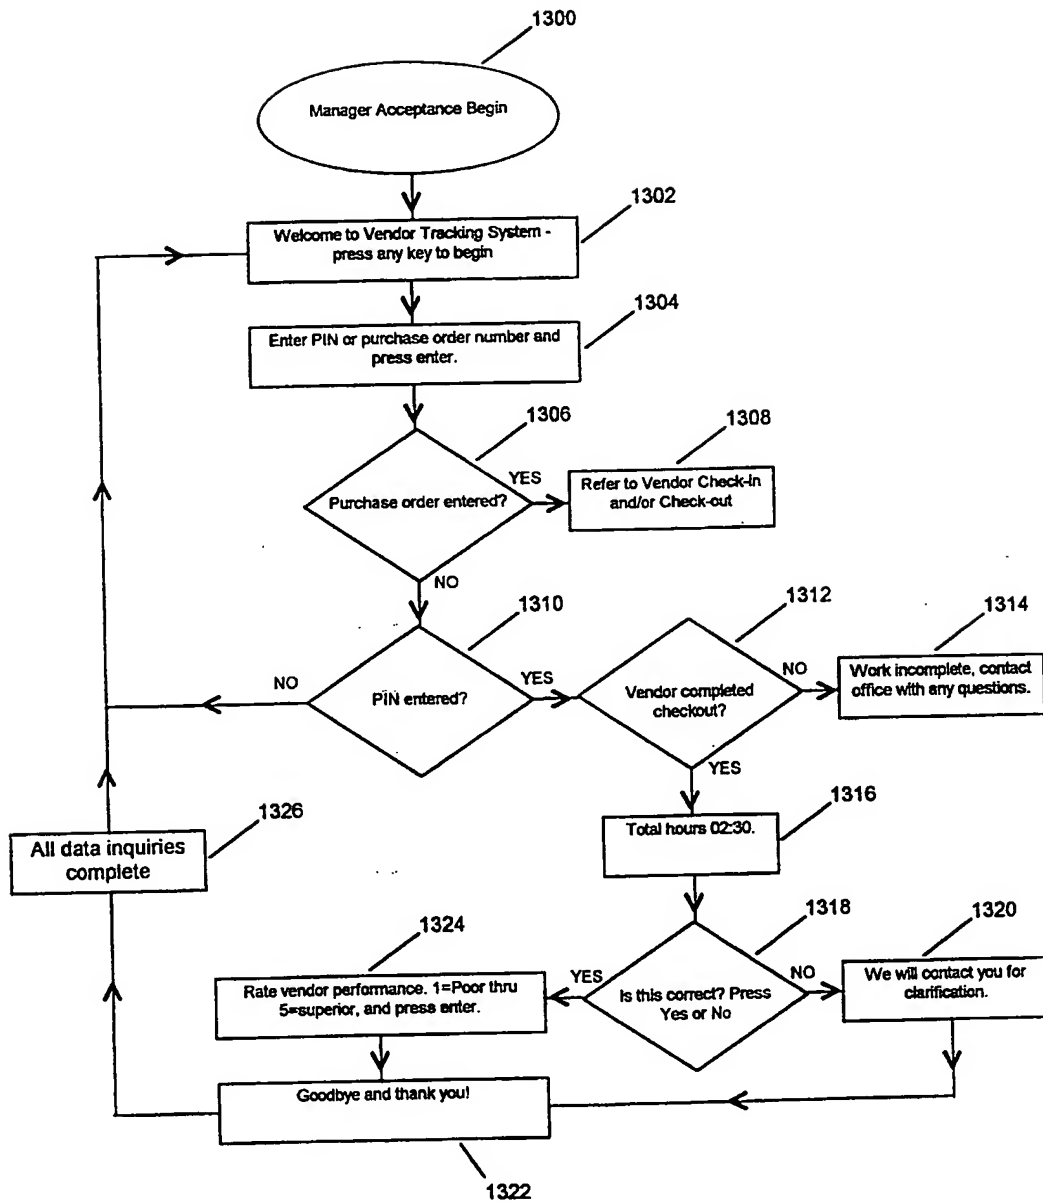 1300
Manager Acceptance Begin
1302
Welcome to Vendor Tracking System -
press any key to begin
1304
Enter PIN or purchase order number and
press enter.
1306
Purchase order entered?
YES
1308
Refer to Vendor Check-in
and/or Check-out
NO
1310
PIN entered?
NO
YES
1312
Vendor completed
checkout?
NO
1314
Work incomplete, contact
office with any questions.
YES
1316
Total hours 02:30.
1326
All data inquiries
complete
1318
Is this correct? Press
Yes or No
NO
1320
We will contact you for
clarification.
YES
1324
Rate vendor performance. 1=Poor thru
5=superior, and press enter.
Goodbye and thank you!
1322